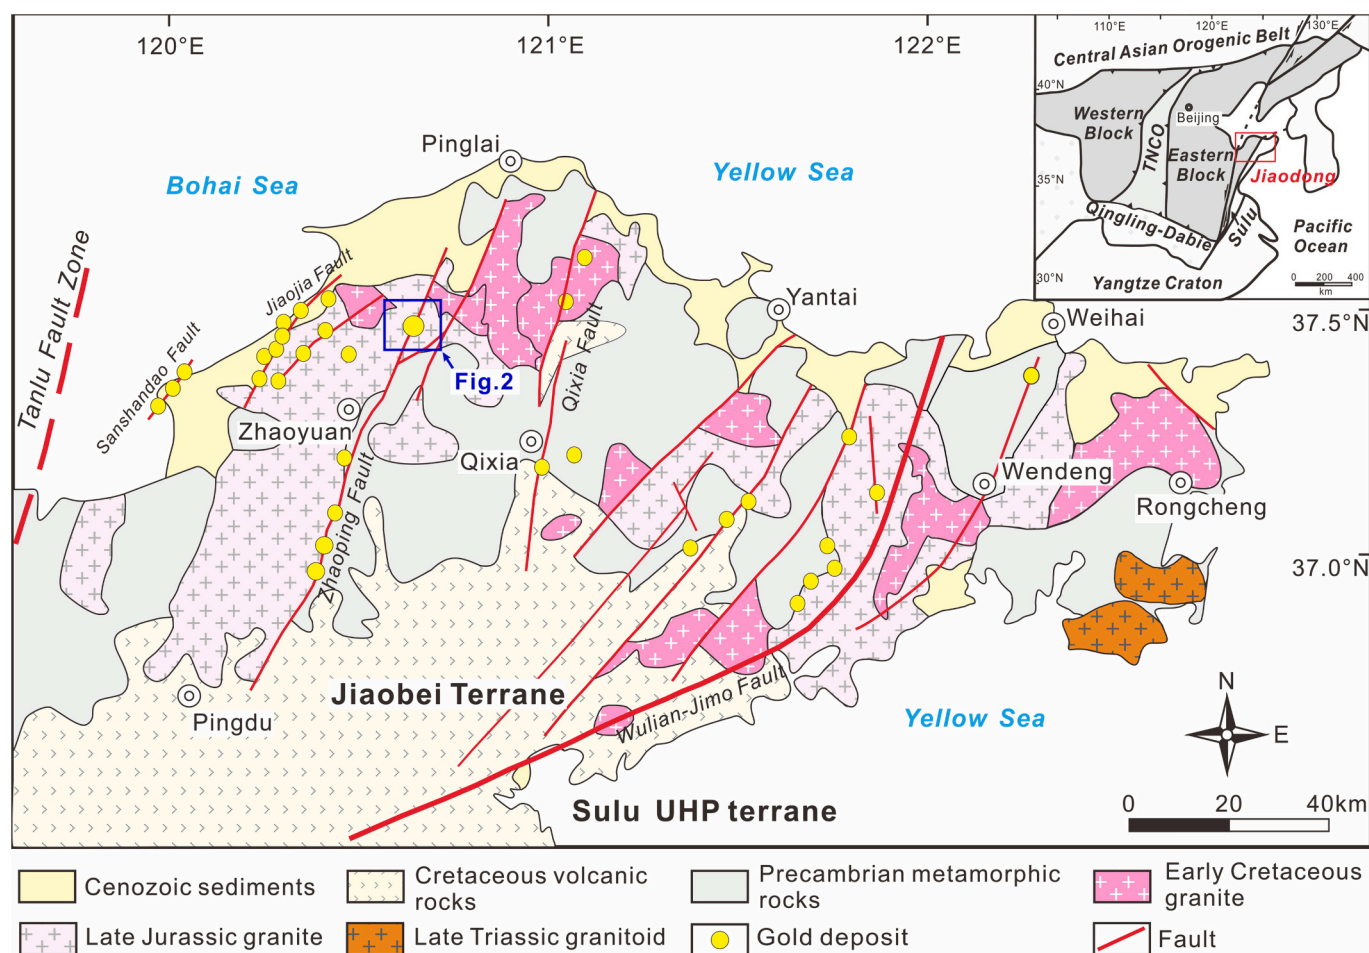 120°E
121°E
122°E
110°E
120°E
130°E
Central Asian Orogenic Belt
40°N
Western
Block
TNCO
Beijing
Eastern
Block
Jiaodong
35°N
Qingling-Dabie
Sulu
Pacific
Ocean
30°N
Yangtze Craton
0 200 400
km
Pinglai
Bohai Sea
Yellow Sea
Tanlu Fault Zone
Jiaojia Fault
Sanshandao Fault
Yantai
Weihai
37.5°N
Fig.2
Qixia Fault
Zhaoyuan
Qixia
Wendeng
Rongcheng
Zhaoping Fault
37.0°N
Jiaobei Terrane
Pingdu
Wulian-Jimo Fault
Yellow Sea
N
E
Sulu UHP terrane
0 20 40km
Cenozoic sediments
Cretaceous volcanic
rocks
Precambrian metamorphic
rocks
Early Cretaceous
granite
Late Jurassic granite
Late Triassic granitoid
Gold deposit
Fault